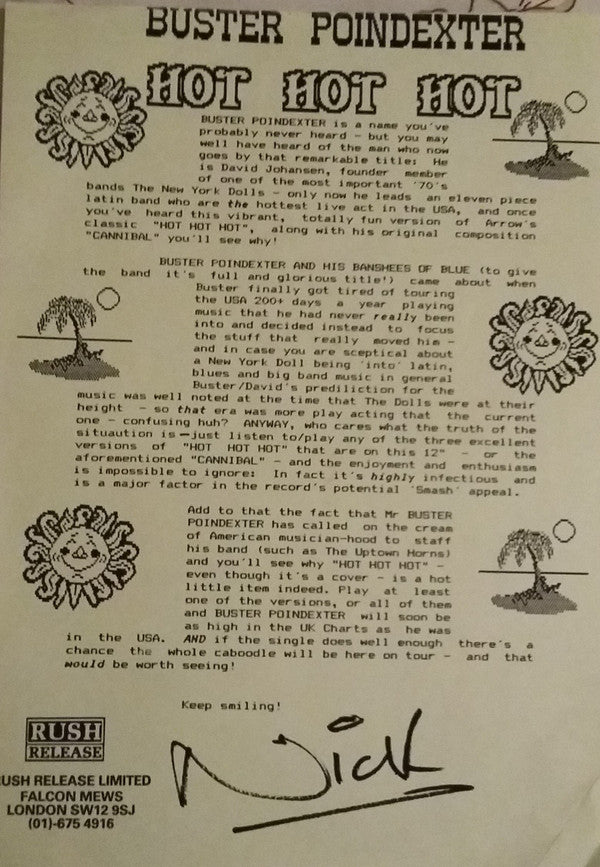 BUSTER POINDEXTER
HOT HOT HOT
BUSTER POINDEXTER is a name you've
probably never heard - but you may
well have heard of the man who now
goes by that remarkable title: He
is David Johansen, founder member
of one of the most important '70's
bands The New York Dolls - only now he leads an eleven piece
latin band who are the hottest live act in the USA, and once
you've heard this vibrant, totally fun version of Arrow's
classic "HOT HOT HOT", along with his original composition
"CANNIBAL" you'll see why!
BUSTER POINDEXTER AND HIS BANSHEES OF BLUE (to give
the band it's full and glorious title!) came about when
Buster finally got tired of touring
the USA 200+ days a year playing
music that he had never really been
into and decided instead to focus
the stuff that really moved him -
and in case you are sceptical about
a New York Doll being 'into' latin,
blues and big band music in general
Buster/David's prediliction for the
music was well noted at the time that The Dolls were at their
height - so that era was more play acting that the current
one - confusing huh? ANYWAY, who cares what the truth of the
situaution is - just listen to/play any of the three excellent
versions of "HOT HOT HOT" that are on this 12" - or the
aforementioned "CANNIBAL" - and the enjoyment and enthusiasm
is impossible to ignore: In fact it's highly infectious and
is a major factor in the record's potential 'Smash' appeal.
Add to that the fact that Mr BUSTER
POINDEXTER has called on the cream
of American musician-hood to staff
his band (such as The Uptown Horns)
and you'll see why "HOT HOT HOT" -
even though it's a cover - is a hot
little item indeed. Play at least
one of the versions, or all of them
and BUSTER POINDEXTER will soon be
as high in the UK Charts as he was
in the USA. AND if the single does well enough there's a
chance the whole caboodle will be here on tour - and that
would be worth seeing!
Keep smiling!
Nick
RUSH
RELEASE
RUSH RELEASE LIMITED
FALCON MEWS
LONDON SW12 9SJ
(01)-675 4916